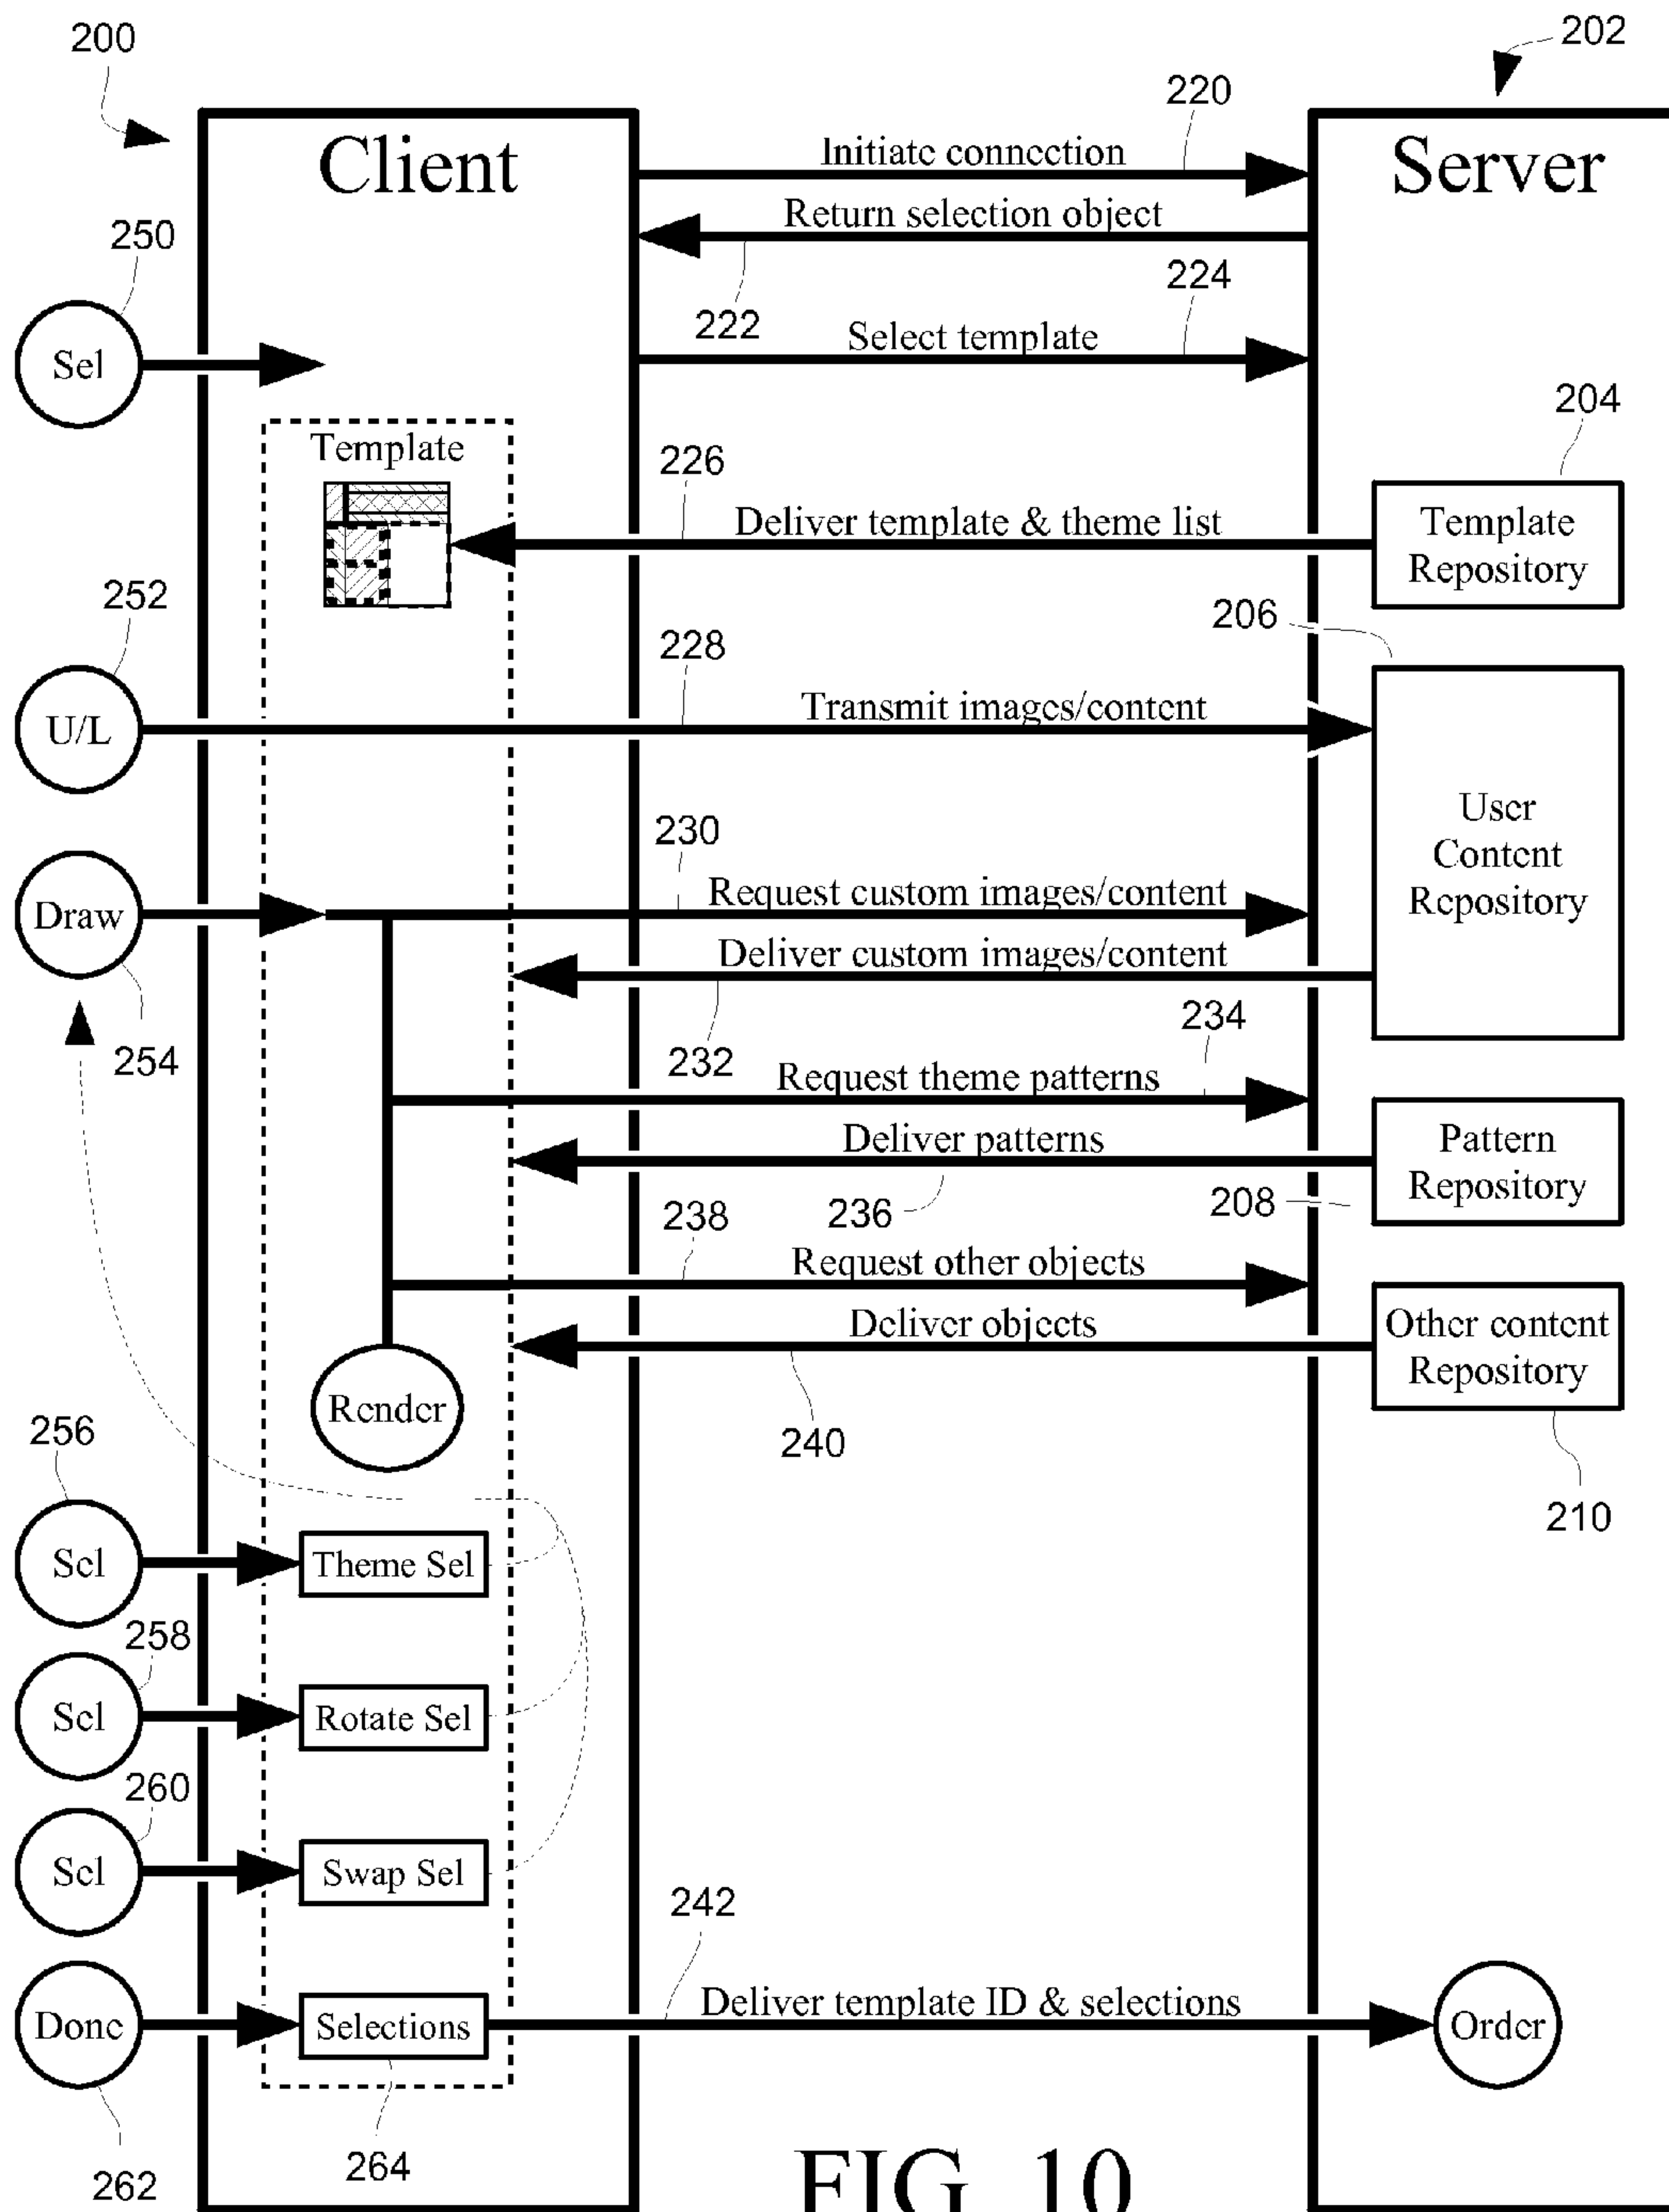 200
202
Client
Server
220
Initiate connection
Return selection object
222
250
224
Sel
Select template
204
Template
226
Deliver template & theme list
Template
Repository
252
206
228
U/L
Transmit images/content
User
Content
Repository
230
Draw
Request custom images/content
Deliver custom images/content
254
232
234
Request theme patterns
Deliver patterns
236
Pattern
Repository
208
238
Request other objects
Deliver objects
240
Other content
Repository
210
Render
256
Sel
Theme Sel
258
Sel
Rotate Sel
260
Sel
Swap Sel
242
Done
Selections
Deliver template ID & selections
Order
262
264
FIG. 10